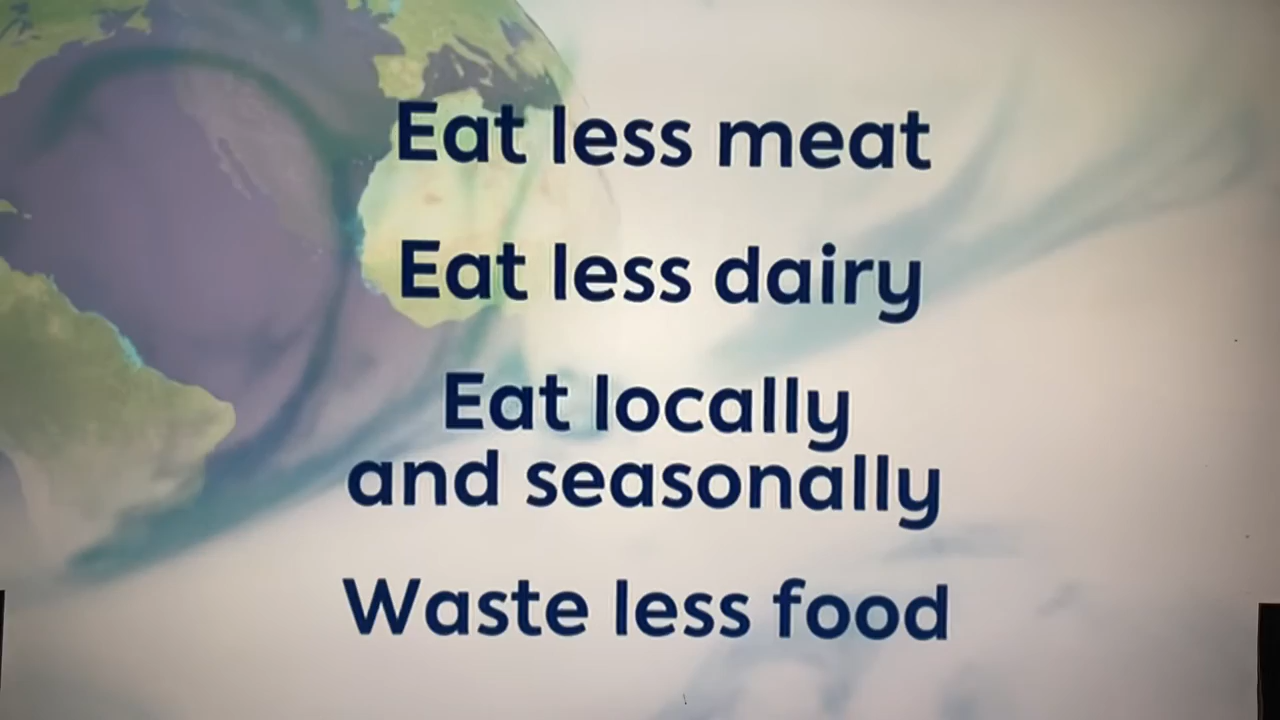 Eat less meat
Eat less dairy
Eat locally
and seasonally
Waste less food